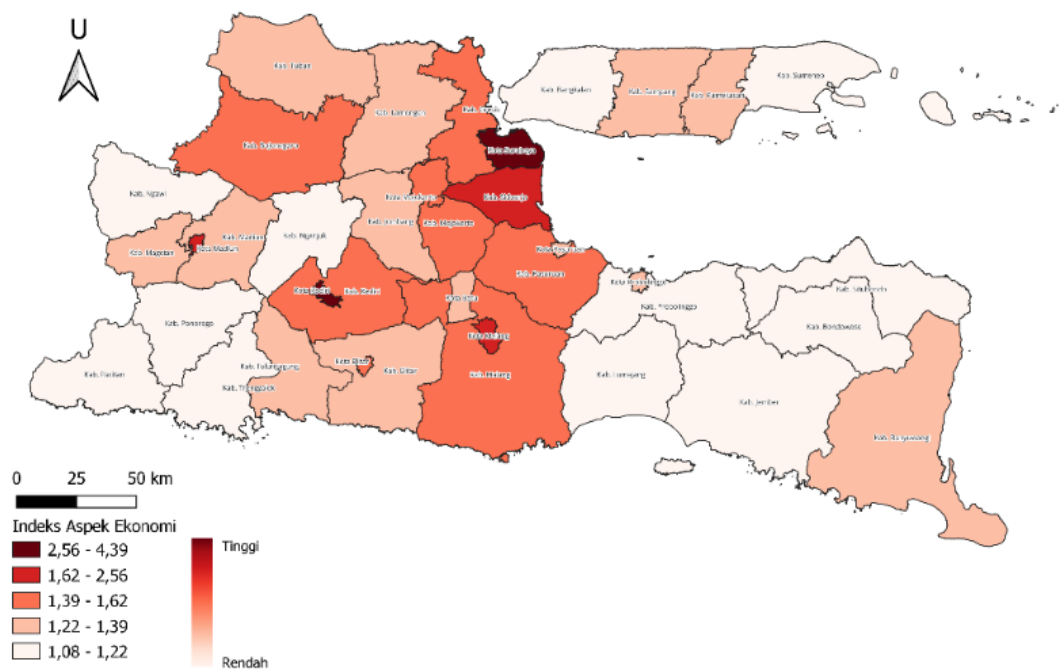 U
Kab. Tuban
Kab. Lamongan
Kab. Gresik
Kab. Bangkalan
Kab. Sampang
Kab. Pamekasan
Kab. Sumenep
Kab. Bojonegoro
Kota Surabaya
Kab. Ngawi
Kota Mojokerto
Kab. Sidoarjo
Kab. Jombang
Kab. Mojokerto
Kab. Madiun
Kota Madiun
Kab. Magetan
Kab. Nganjuk
Kota Pasuruan
Kab. Pasuruan
Kota Kediri
Kab. Kediri
Kota Batu
Kota Probolinggo
Kab. Probolinggo
Kab. Situbondo
Kab. Bondowoso
Kab. Ponorogo
Kota Malang
Kab. Pacitan
Kab. Tulungagung
Kab. Trenggalek
Kota Blitar
Kab. Blitar
Kab. Malang
Kab. Lumajang
Kab. Jember
Kab. Banyuwangi
0 25 50 km
Indeks Aspek Ekonomi
2,56 - 4,39
1,62 - 2,56
1,39 - 1,62
1,22 - 1,39
1,08 - 1,22
Tinggi
Rendah